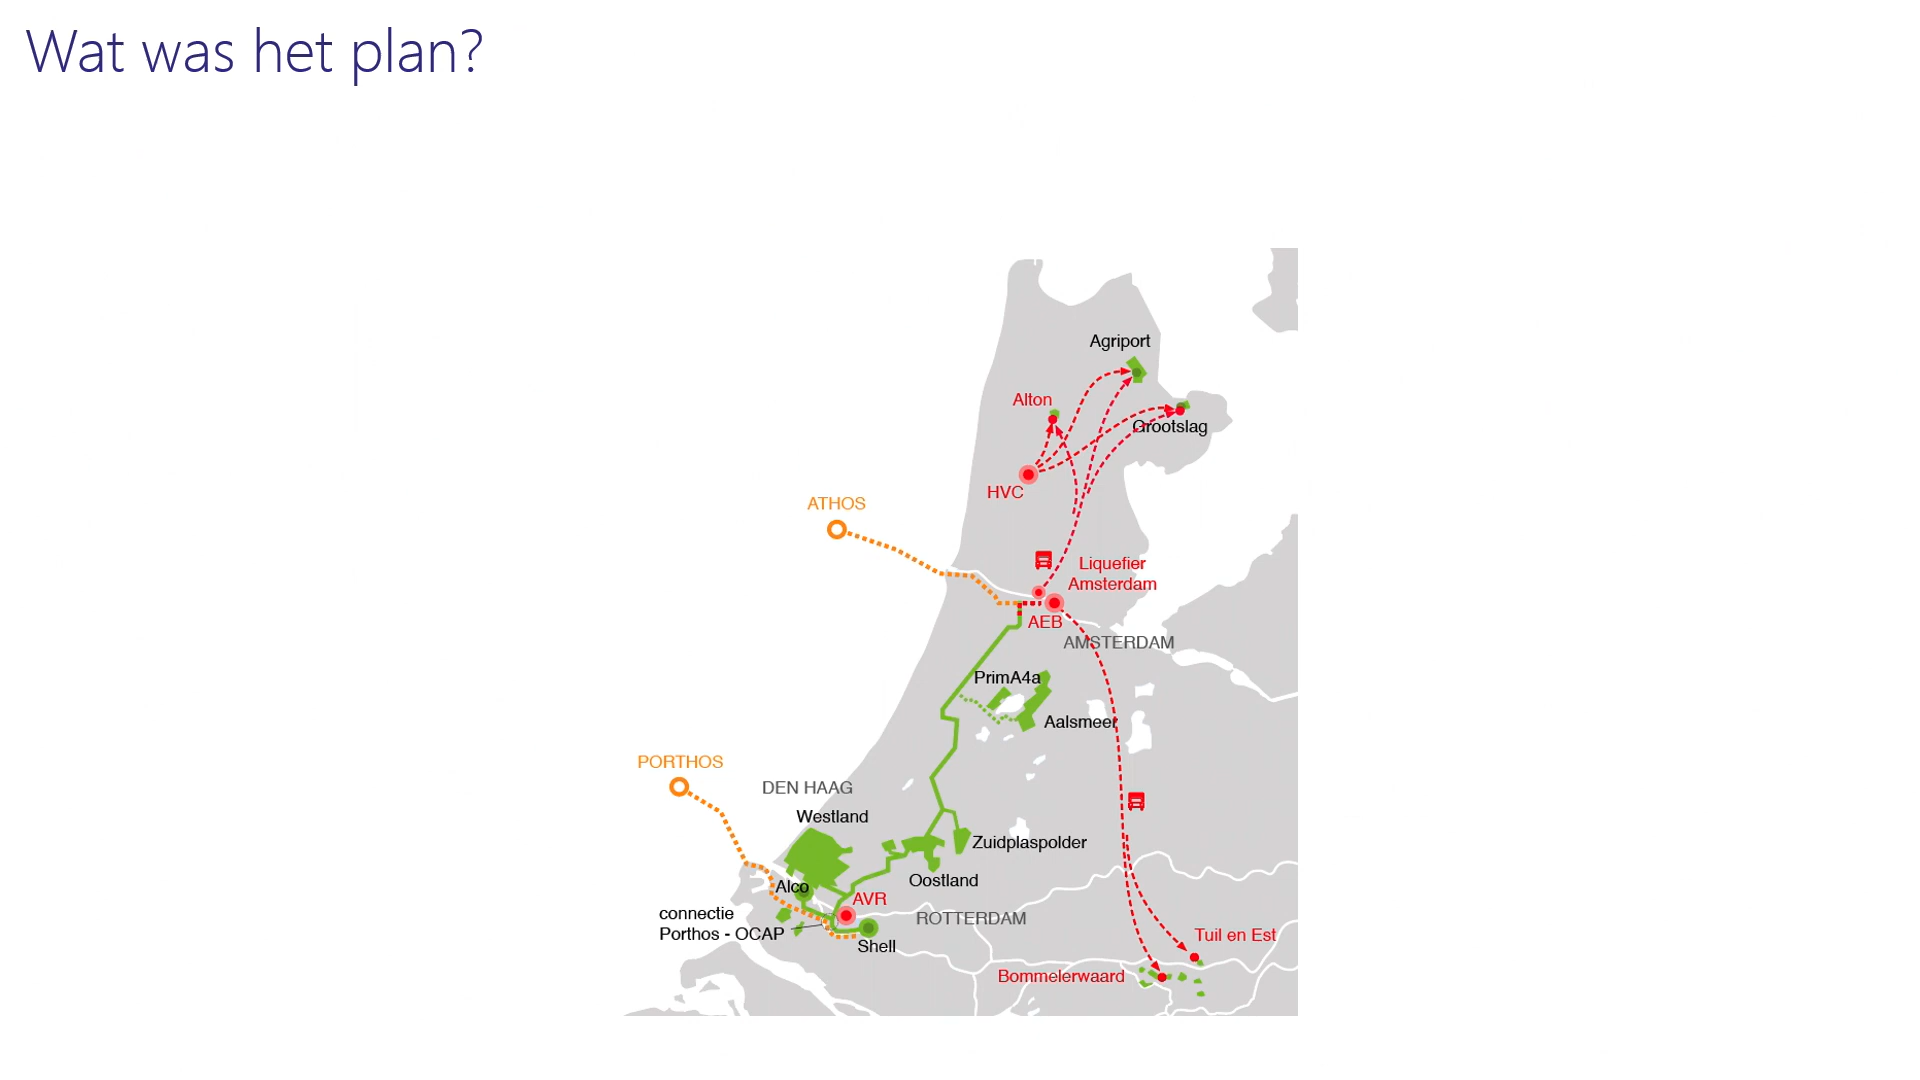 Wat was het plan?
Agriport
Alton
Grootslag
HVC
ATHOS
Liquefier
Amsterdam
AEB
AMSTERDAM
PrimA4a
Aalsmeer
PORTHOS
DEN HAAG
Westland
Zuidplaspolder
Oostland
Alco
AVR
connectie
Porthos - OCAP
ROTTERDAM
Shell
Tuil en Est
Bommelerwaard